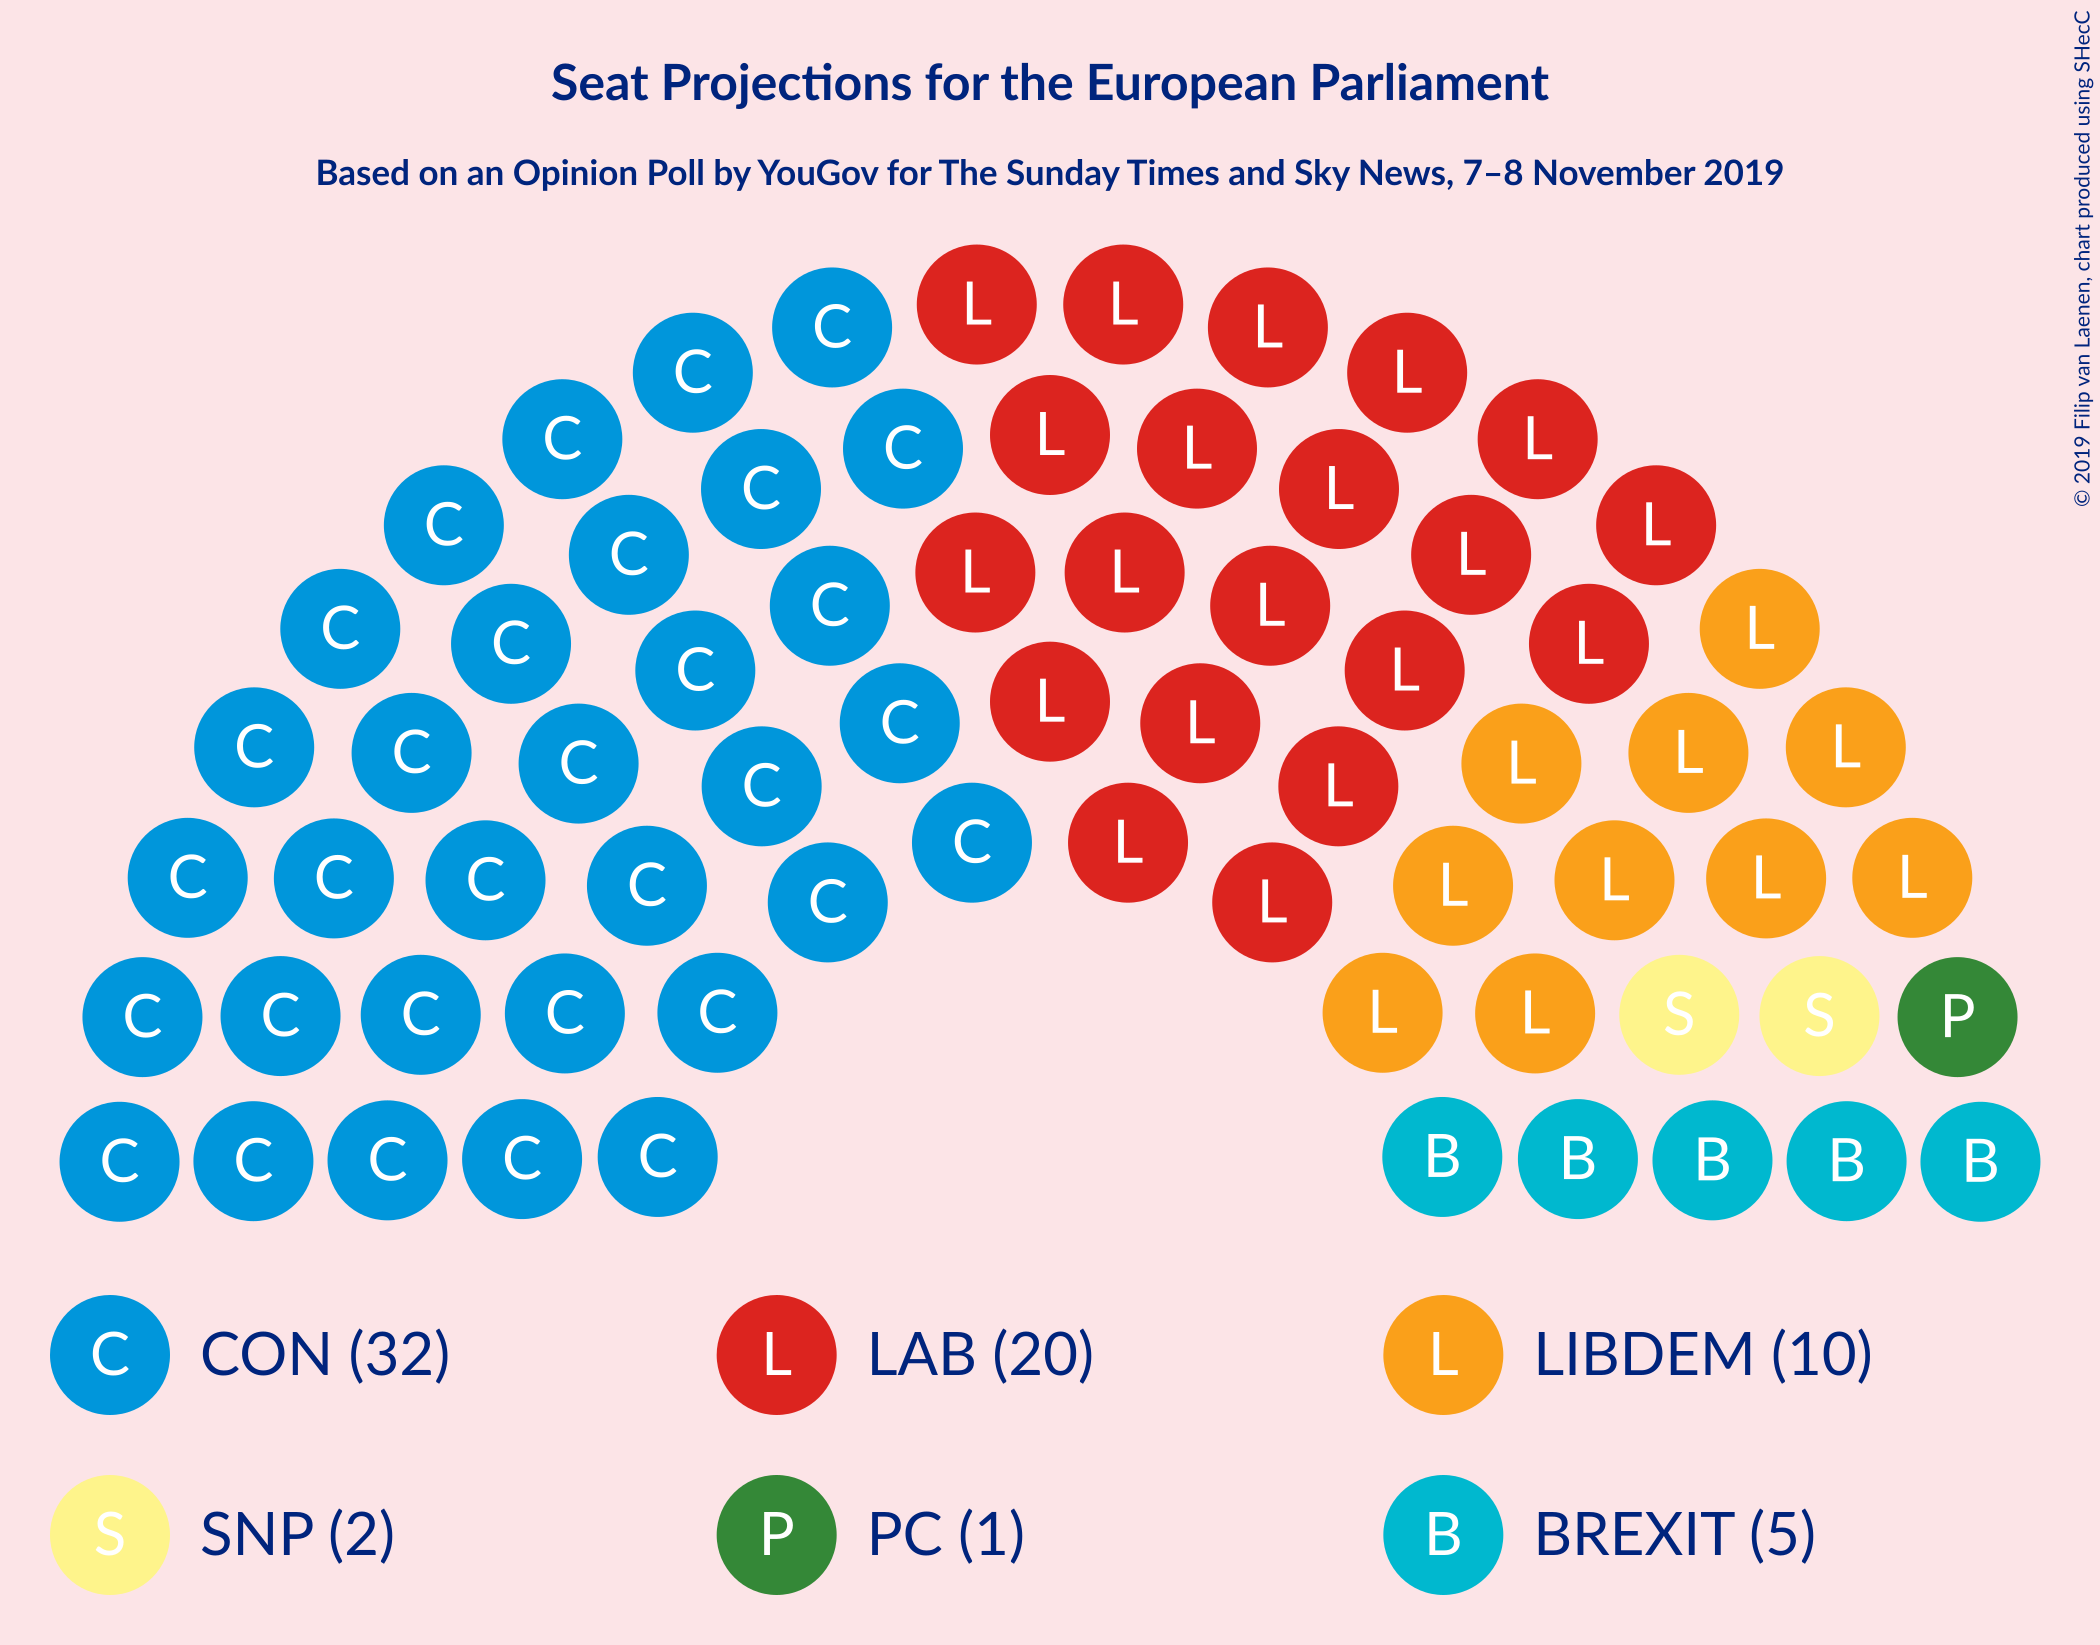 Seat Projections for the European Parliament
Based on an Opinion Poll by YouGov for The Sunday Times and Sky News, 7–8 November 2019
© 2019 Filip van Laenen, chart produced using SHecC
L L
C L
C L
C L L L C L
C L
C L
C L
L L
C L
C L
C L
C L
C L
C L
C L
C L
C L
C L
C L
C L
C C C C L L L L
C L
C C C C C L L S S P
C C C C C B B B B B
C CON (32) L LAB (20) L LIBDEM (10)
S SNP (2) P PC (1) B BREXIT (5)